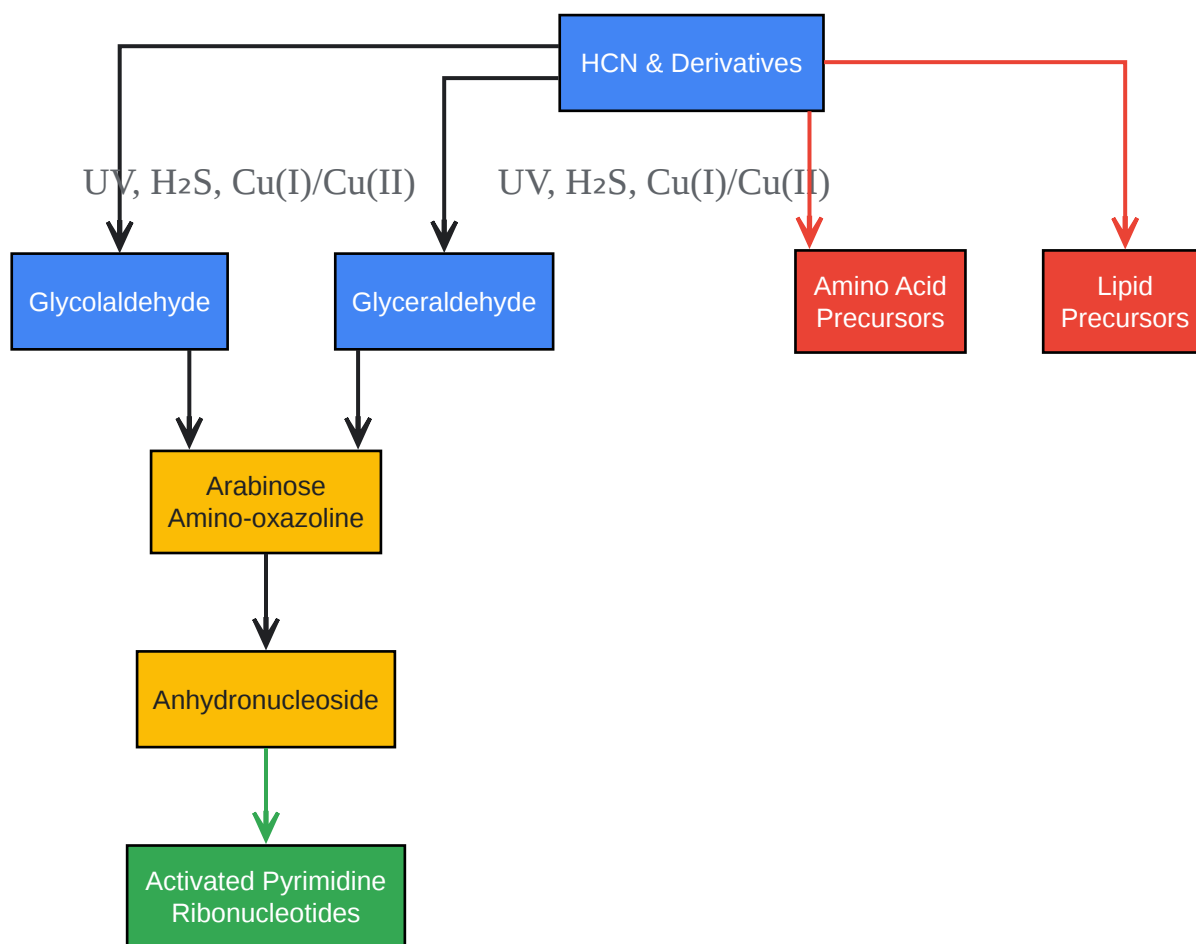 HCN & Derivatives
UV, H₂S, Cu(I)/Cu(II)
UV, H₂S, Cu(I)/Cu(II)
Glycolaldehyde
Glyceraldehyde
Amino Acid
Precursors
Lipid
Precursors
Arabinose
Amino-oxazoline
Anhydronucleoside
Activated Pyrimidine
Ribonucleotides